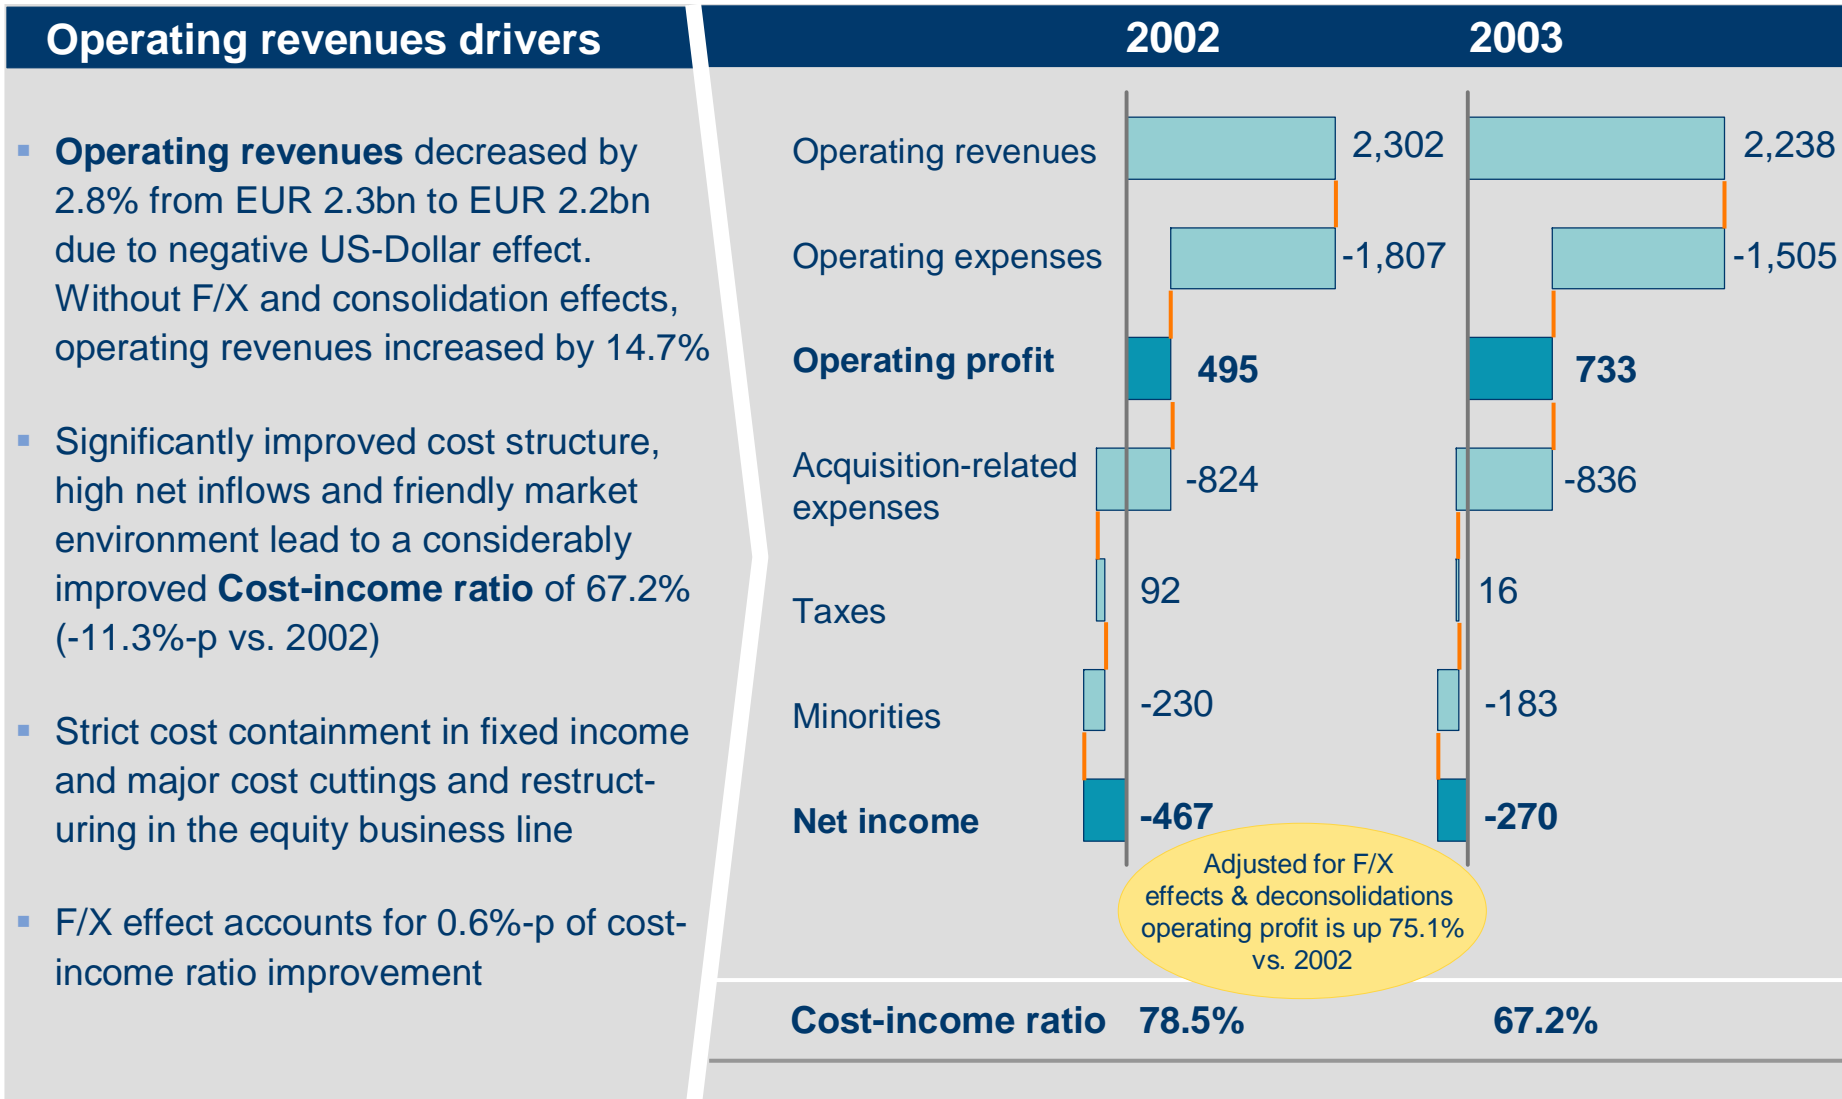 Operating revenues drivers
Operating revenues decreased by
2.8% from EUR 2.3bn to EUR 2.2bn
due to negative US-Dollar effect.
Without F/X and consolidation effects,
operating revenues increased by 14.7%
Significantly improved cost structure,
high net inflows and friendly market
environment lead to a considerably
improved Cost-income ratio of 67.2%
(-11.3%-p vs. 2002)
Strict cost containment in fixed income
and major cost cuttings and restruct-
uring in the equity business line
F/X effect accounts for 0.6%-p of cost-
income ratio improvement
2002 2003
Operating revenues 2,302 2,238
Operating expenses -1,807 -1,505
Operating profit 495 733
Acquisition-related
expenses -824 -836
Taxes 92 16
Minorities -230 -183
Net income -467 -270
Adjusted for F/X
effects & deconsolidations
operating profit is up 75.1%
vs. 2002
Cost-income ratio 78.5% 67.2%